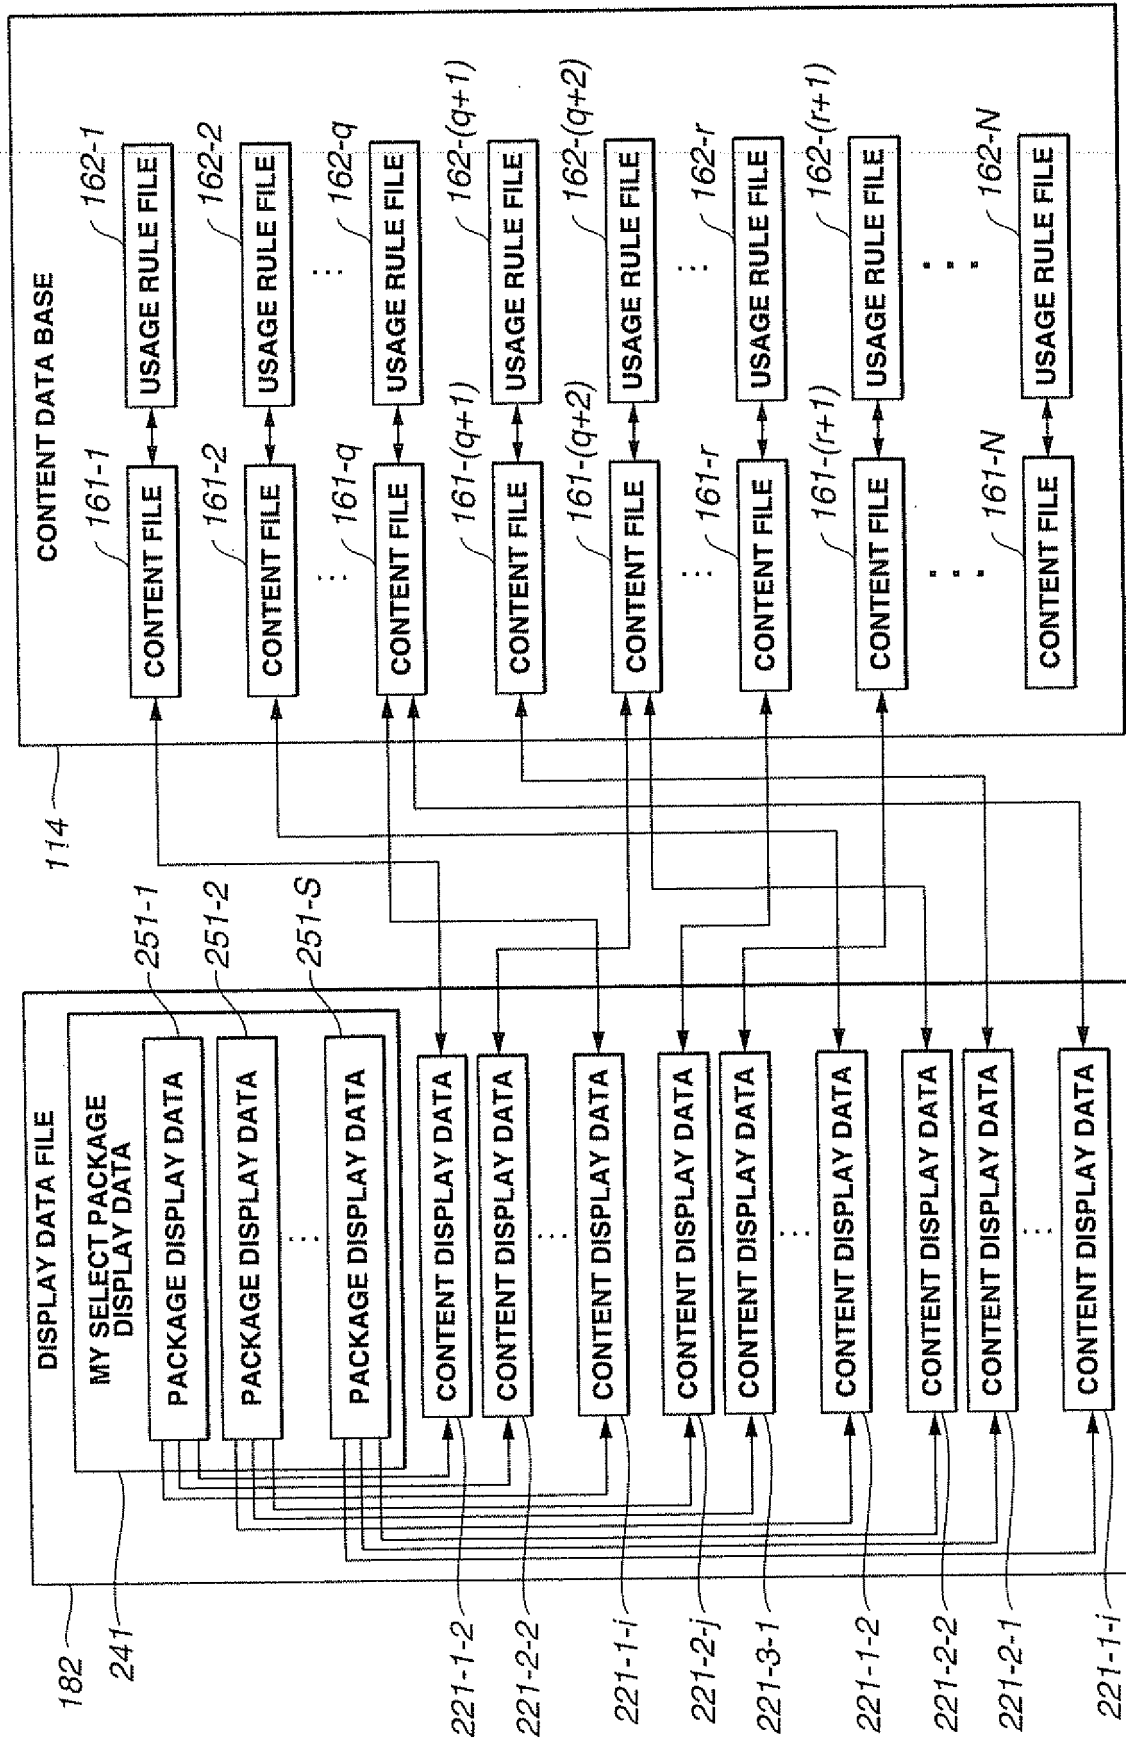 DISPLAY DATA FILE
182
MY SELECT PACKAGE
DISPLAY DATA
241
PACKAGE DISPLAY DATA
251-1
PACKAGE DISPLAY DATA
251-2
...
PACKAGE DISPLAY DATA
251-S
221-1-2
CONTENT DISPLAY DATA
221-2-2
CONTENT DISPLAY DATA
...
221-1-i
CONTENT DISPLAY DATA
221-2-j
CONTENT DISPLAY DATA
221-3-1
CONTENT DISPLAY DATA
...
221-1-2
CONTENT DISPLAY DATA
221-2-2
CONTENT DISPLAY DATA
221-2-1
CONTENT DISPLAY DATA
...
221-1-i
CONTENT DISPLAY DATA
CONTENT DATA BASE
114
161-1
162-1
CONTENT FILE
USAGE RULE FILE
161-2
162-2
CONTENT FILE
USAGE RULE FILE
... ...
161-q
162-q
CONTENT FILE
USAGE RULE FILE
161-(q+1)
162-(q+1)
CONTENT FILE
USAGE RULE FILE
161-(q+2)
162-(q+2)
CONTENT FILE
USAGE RULE FILE
... ...
161-r
162-r
CONTENT FILE
USAGE RULE FILE
161-(r+1)
162-(r+1)
CONTENT FILE
USAGE RULE FILE
... ...
161-N
162-N
CONTENT FILE
USAGE RULE FILE